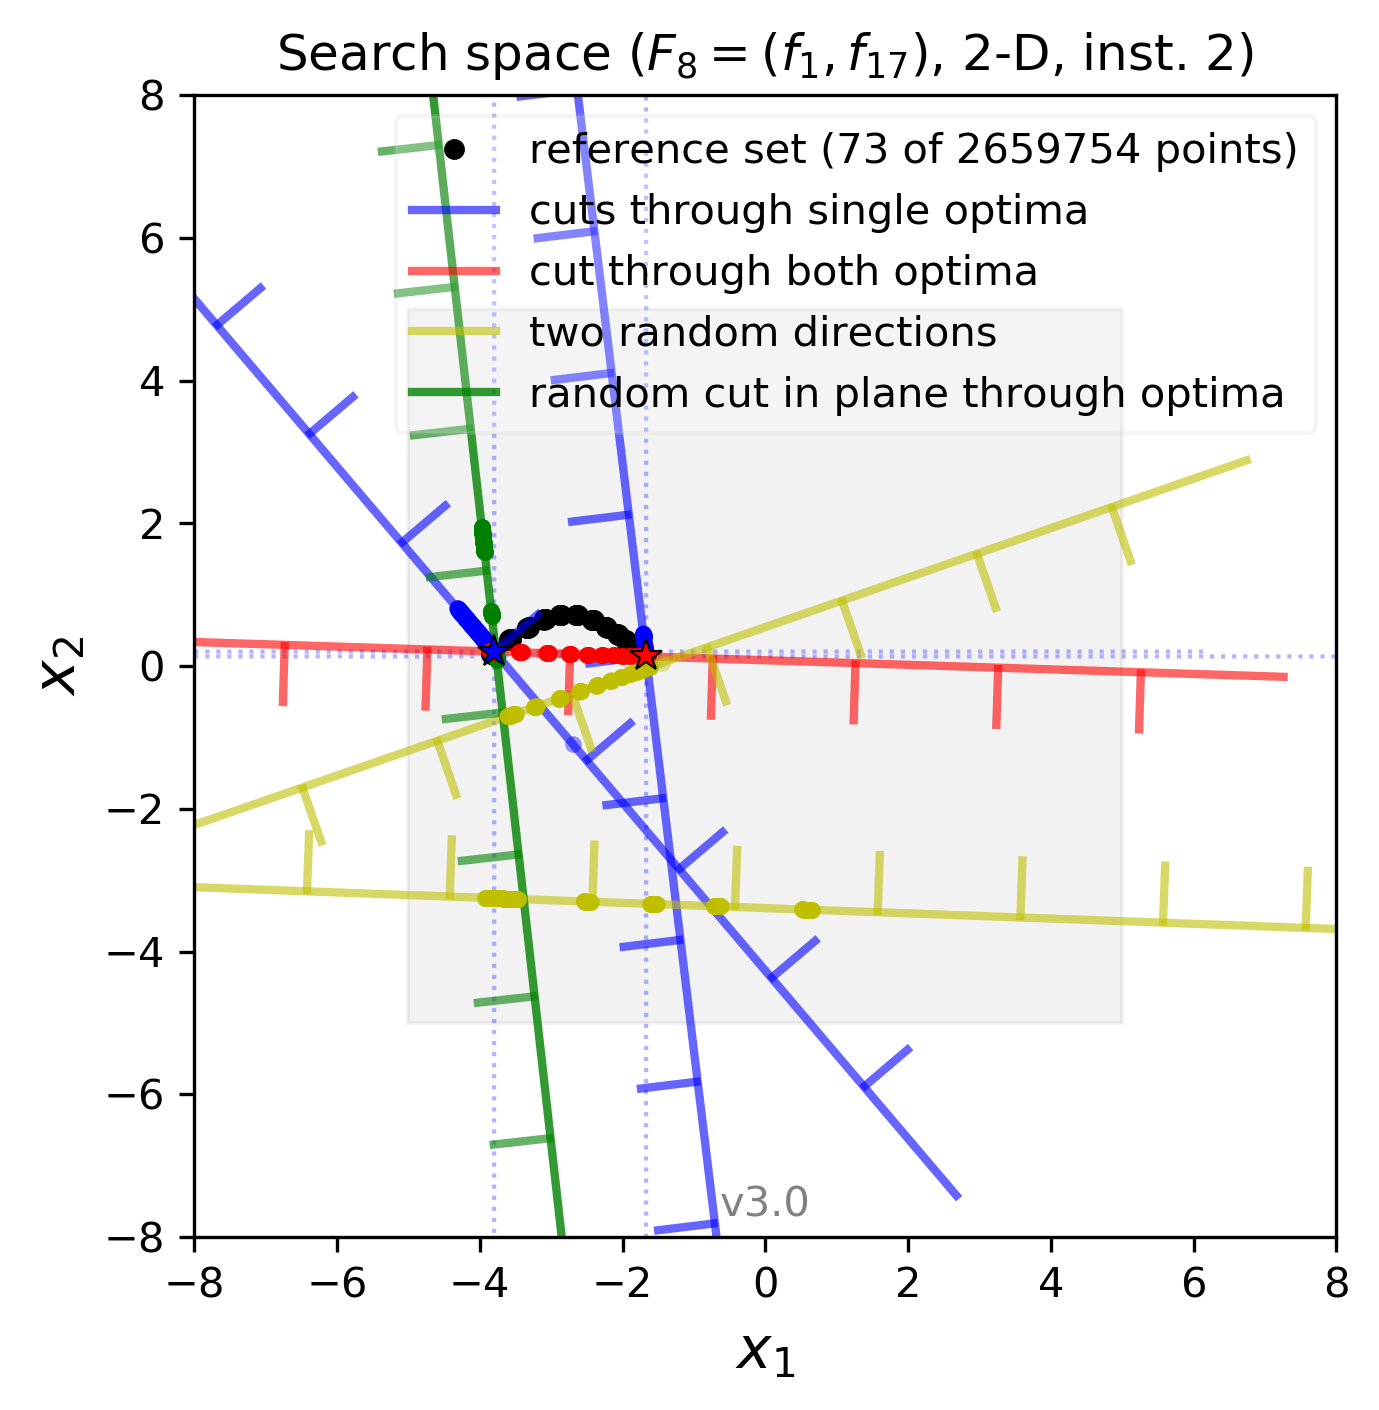 Search space (F₈ = (f₁, f₁₇), 2-D, inst. 2)
reference set (73 of 2659754 points)
cuts through single optima
cut through both optima
two random directions
random cut in plane through optima
8
6
4
2
0
−2
−4
−6
−8
x₂
v3.0
−8 −6 −4 −2 0 2 4 6 8
x₁